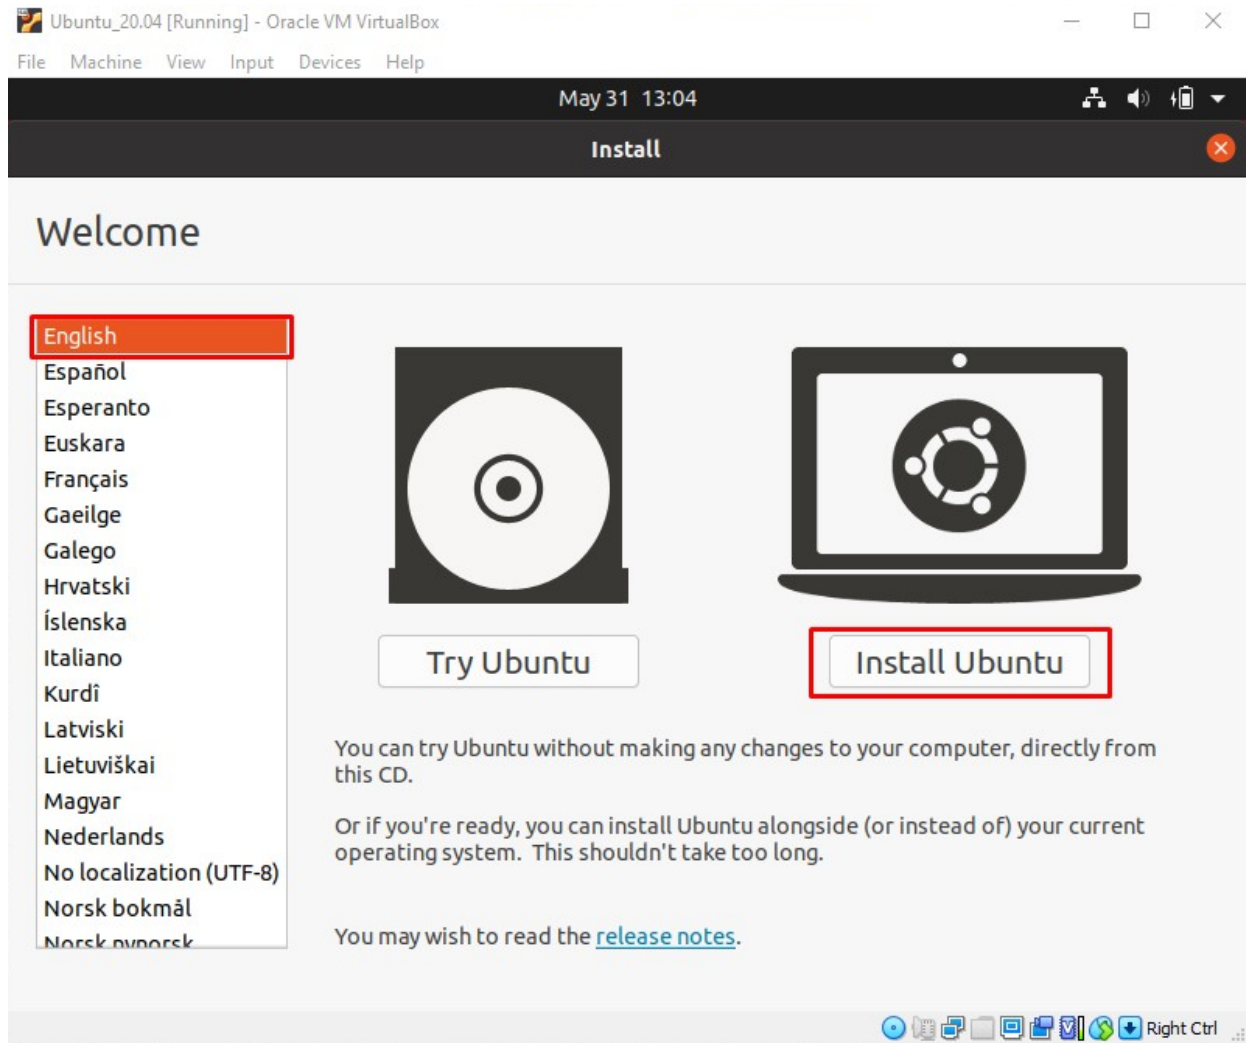 Ubuntu_20.04 [Running] - Oracle VM VirtualBox
File Machine View Input Devices Help
May 31 13:04
Install
Welcome
English
Español
Esperanto
Euskara
Français
Gaeilge
Galego
Hrvatski
Íslenska
Italiano
Kurdî
Latviski
Lietuviškai
Magyar
Nederlands
No localization (UTF-8)
Norsk bokmål
Norsk nynorsk
Try Ubuntu
Install Ubuntu
You can try Ubuntu without making any changes to your computer, directly from
this CD.
Or if you're ready, you can install Ubuntu alongside (or instead of) your current
operating system. This shouldn't take too long.
You may wish to read the release notes.
Right Ctrl